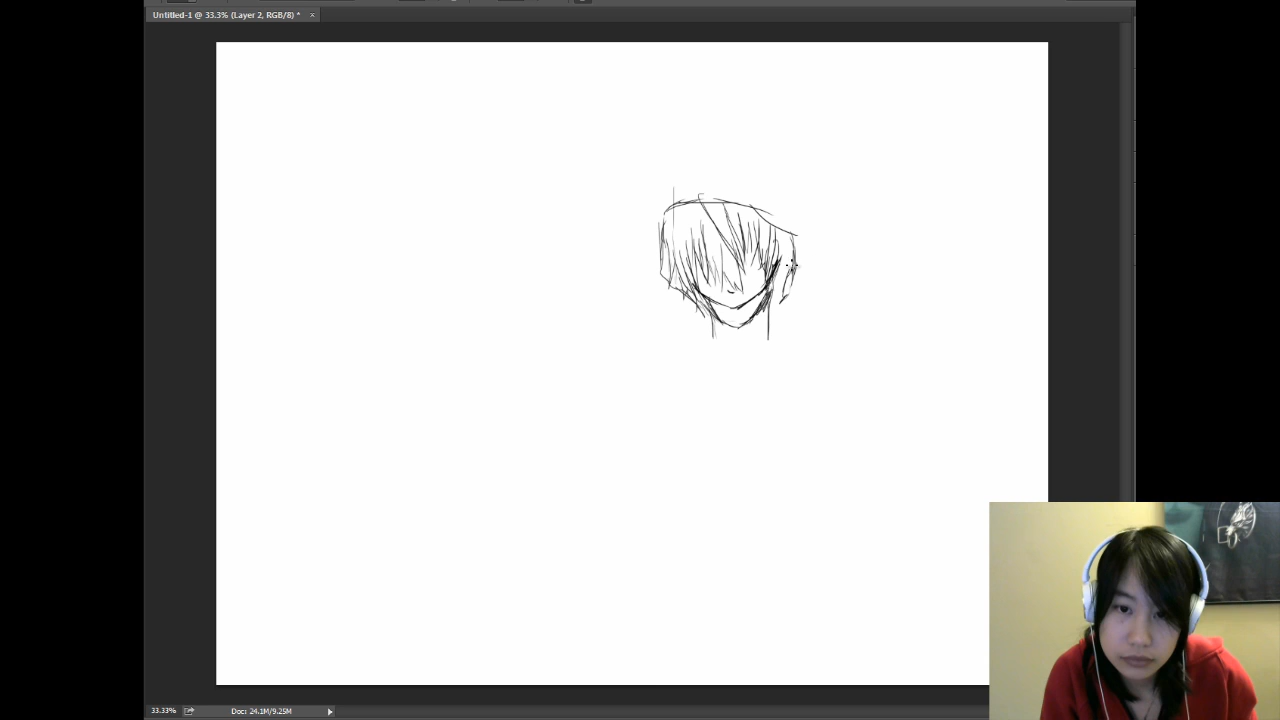 Untitled-1 @ 33.3% (Layer 2, RGB/8) *
33.33%
Doc: 24.1M/9.25M